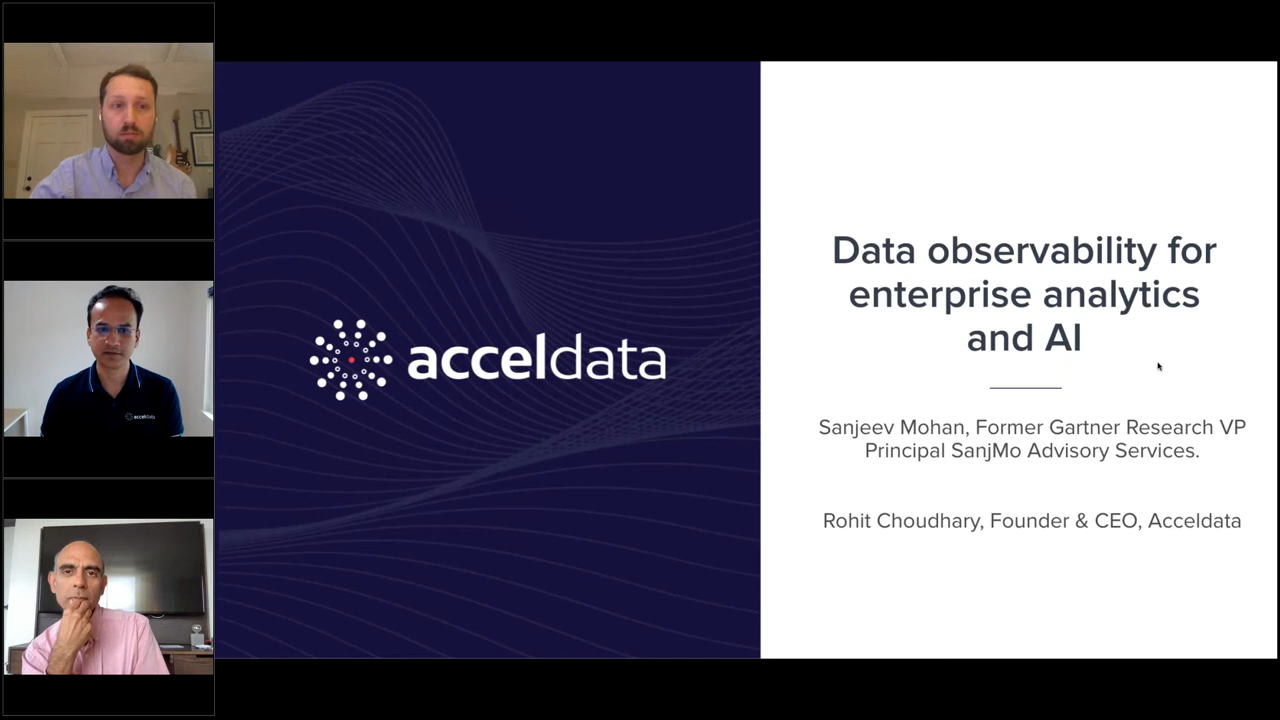 acceldata
acceldata
Data observability for
enterprise analytics
and AI
Sanjeev Mohan, Former Gartner Research VP
Principal SanjMo Advisory Services.
Rohit Choudhary, Founder & CEO, Acceldata